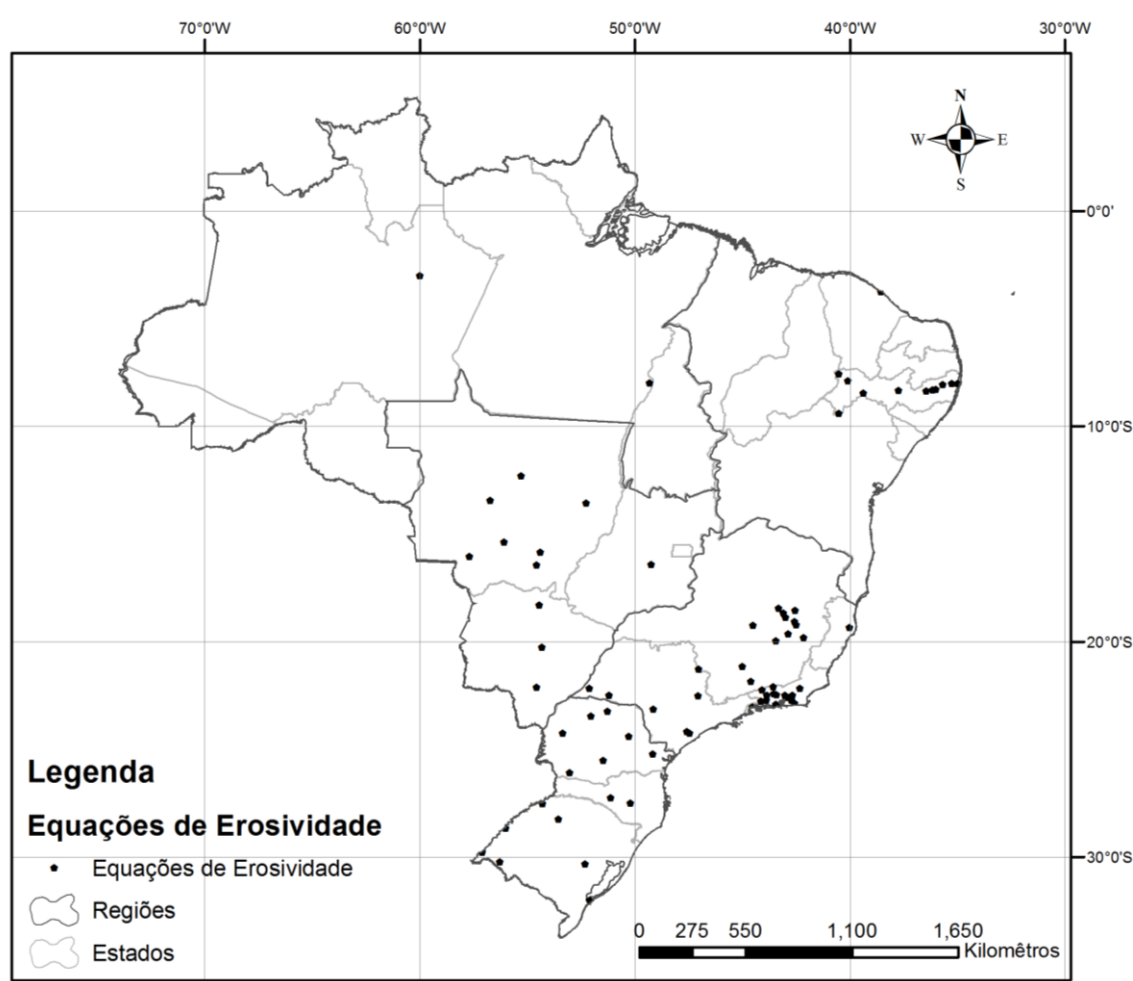 70°0'W 60°0'W 50°0'W 40°0'W 30°0'W
N
W E
S
0°0'
10°0'S
20°0'S
30°0'S
Legenda
Equações de Erosividade
Equações de Erosividade
Regiões
Estados
0 275 550 1,100 1,650
Kilomêtros